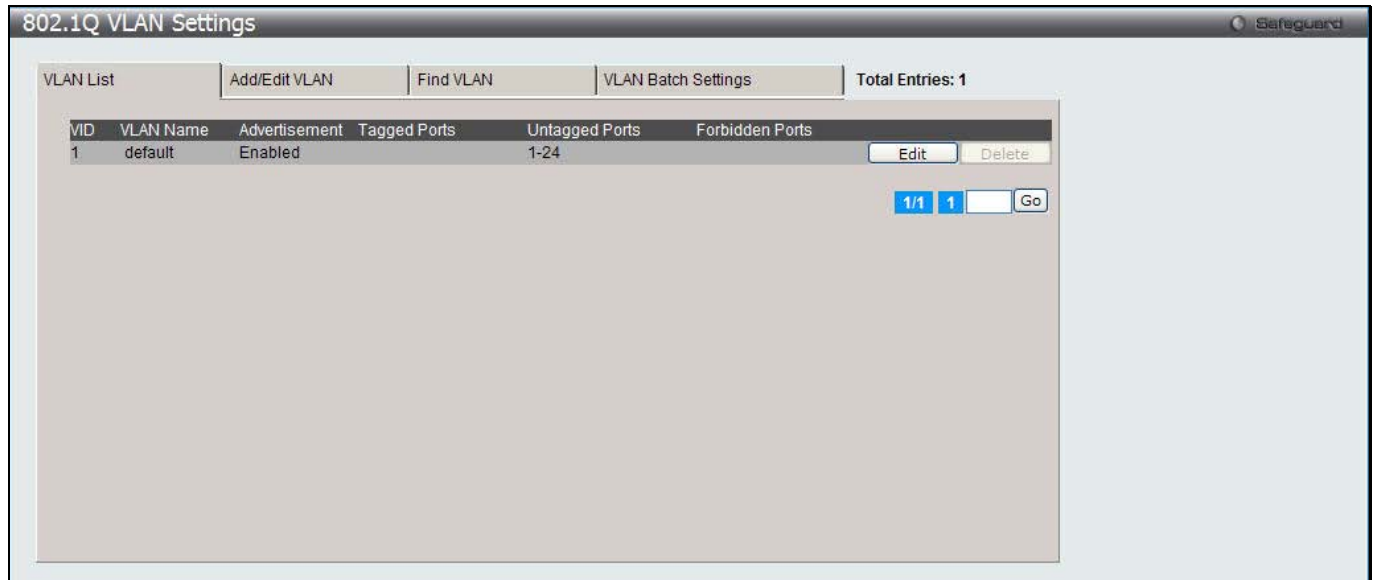 802.1Q VLAN Settings
Safeguard
VLAN List
Add/Edit VLAN
Find VLAN
VLAN Batch Settings
Total Entries: 1
VID VLAN Name Advertisement Tagged Ports Untagged Ports Forbidden Ports
1 default Enabled 1-24 Edit Delete
1/1 1 Go